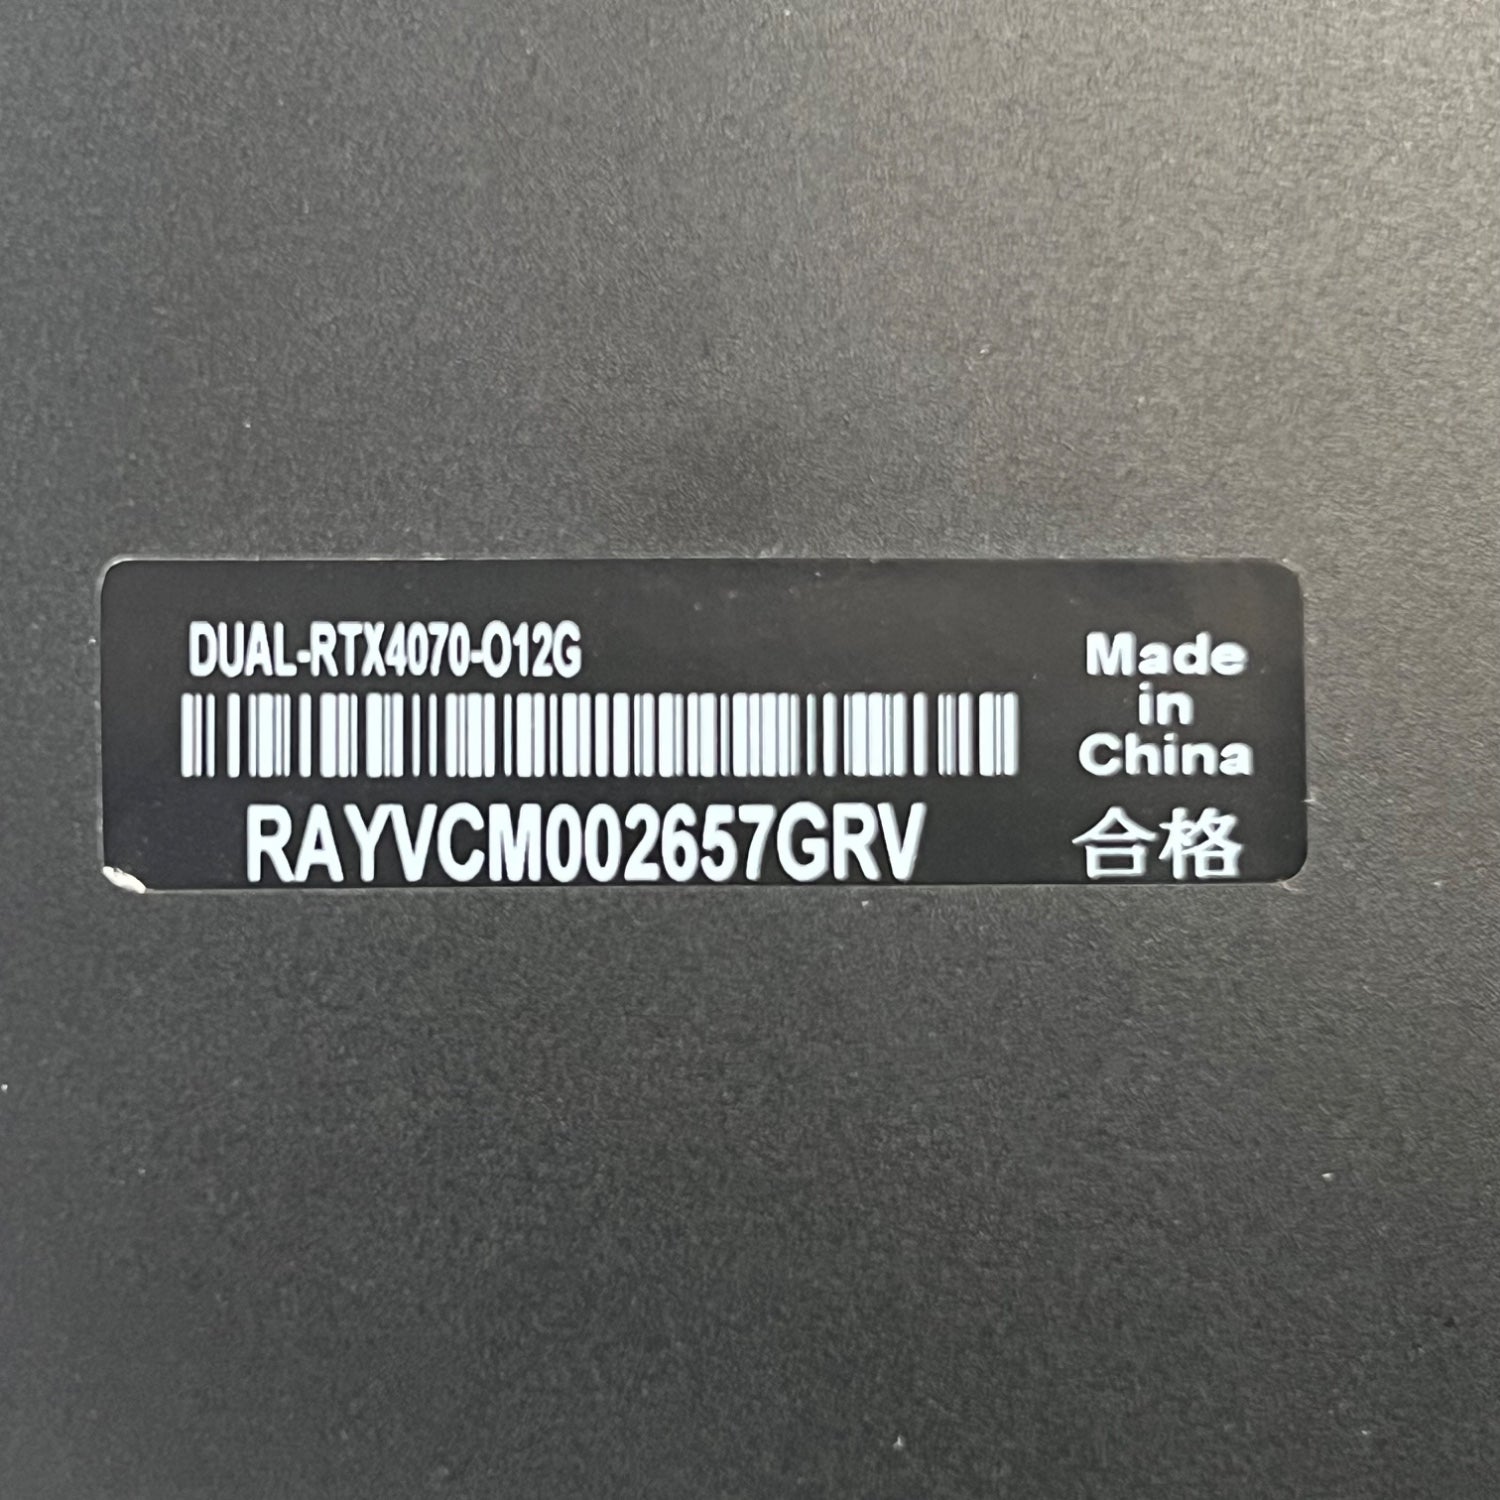 DUAL-RTX4070-O12G
RAYVCM002657GRV
Made
in
China
合格